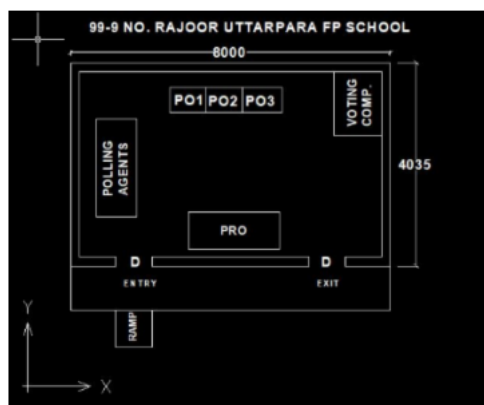 99-9 NO. RAJOOR UTTARPARA FP SCHOOL
8000
PO1 PO2 PO3
VOTING
COMP.
POLLING
AGENTS
4035
PRO
D D
ENTRY EXIT
RAMP
Y
X